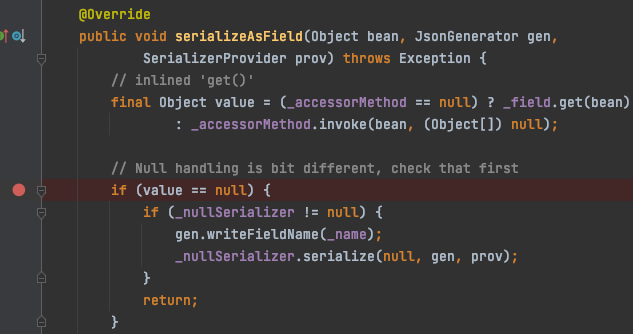 @Override
public void serializeAsField(Object bean, JsonGenerator gen,
        SerializerProvider prov) throws Exception {
    // inlined 'get()'
    final Object value = (_accessorMethod == null) ? _field.get(bean)
            : _accessorMethod.invoke(bean, (Object[]) null);
    // Null handling is bit different, check that first
    if (value == null) {
        if (_nullSerializer != null) {
            gen.writeFieldName(_name);
            _nullSerializer.serialize(null, gen, prov);
        }
        return;
    }